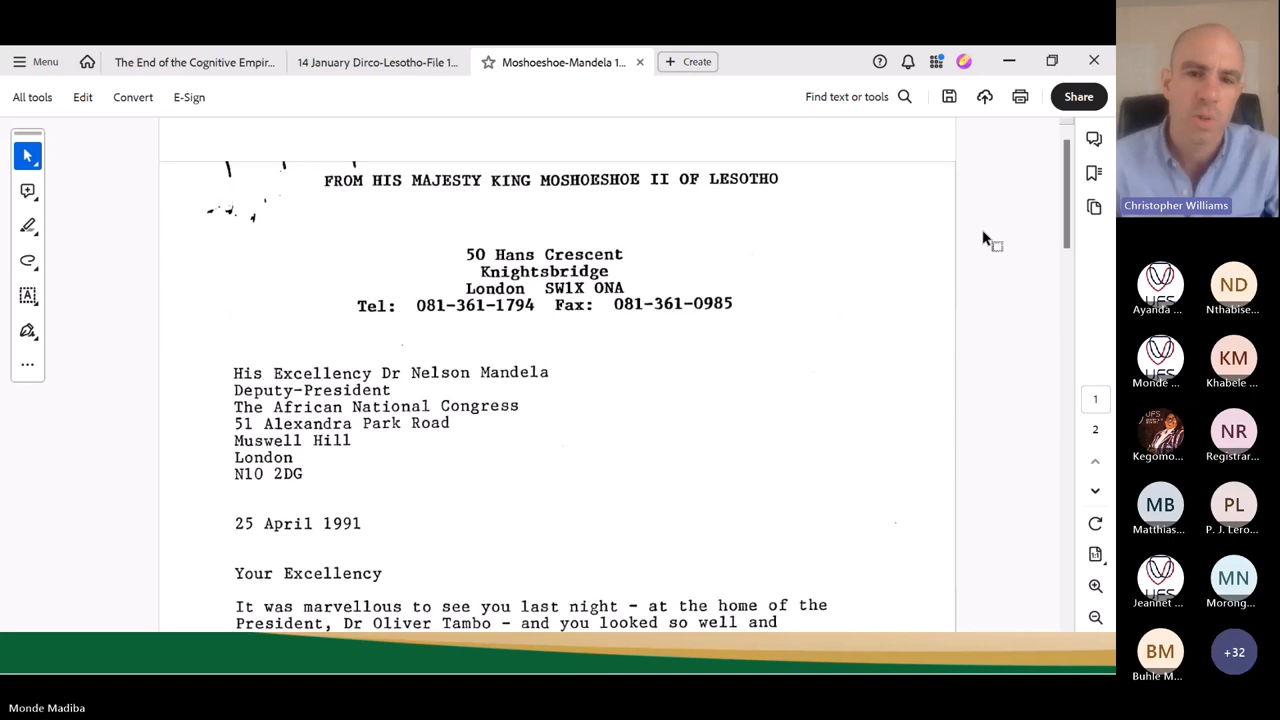 Menu
The End of the Cognitive Empir...
14 January Dirco-Lesotho-File 1...
Moshoeshoe-Mandela 1...
Create
All tools
Edit
Convert
E-Sign
Find text or tools
Share
FROM HIS MAJESTY KING MOSHOESHOE II OF LESOTHO
50 Hans Crescent
Knightsbridge
London SW1X ONA
Tel: 081-361-1794 Fax: 081-361-0985
His Excellency Dr Nelson Mandela
Deputy-President
The African National Congress
51 Alexandra Park Road
Muswell Hill
London
N10 2DG
25 April 1991
Your Excellency
It was marvellous to see you last night - at the home of the
President, Dr Oliver Tambo - and you looked so well and
1
2
Christopher Williams
UFS
Ayanda ...
ND
Nthabise...
UFS
Monde ...
KM
Khabele ...
UFS
Kegomo...
NR
Registrar...
MB
Matthias...
PL
P. J. Lero...
UFS
Jeannet ...
MN
Morong...
BM
Buhle M...
+32
Monde Madiba